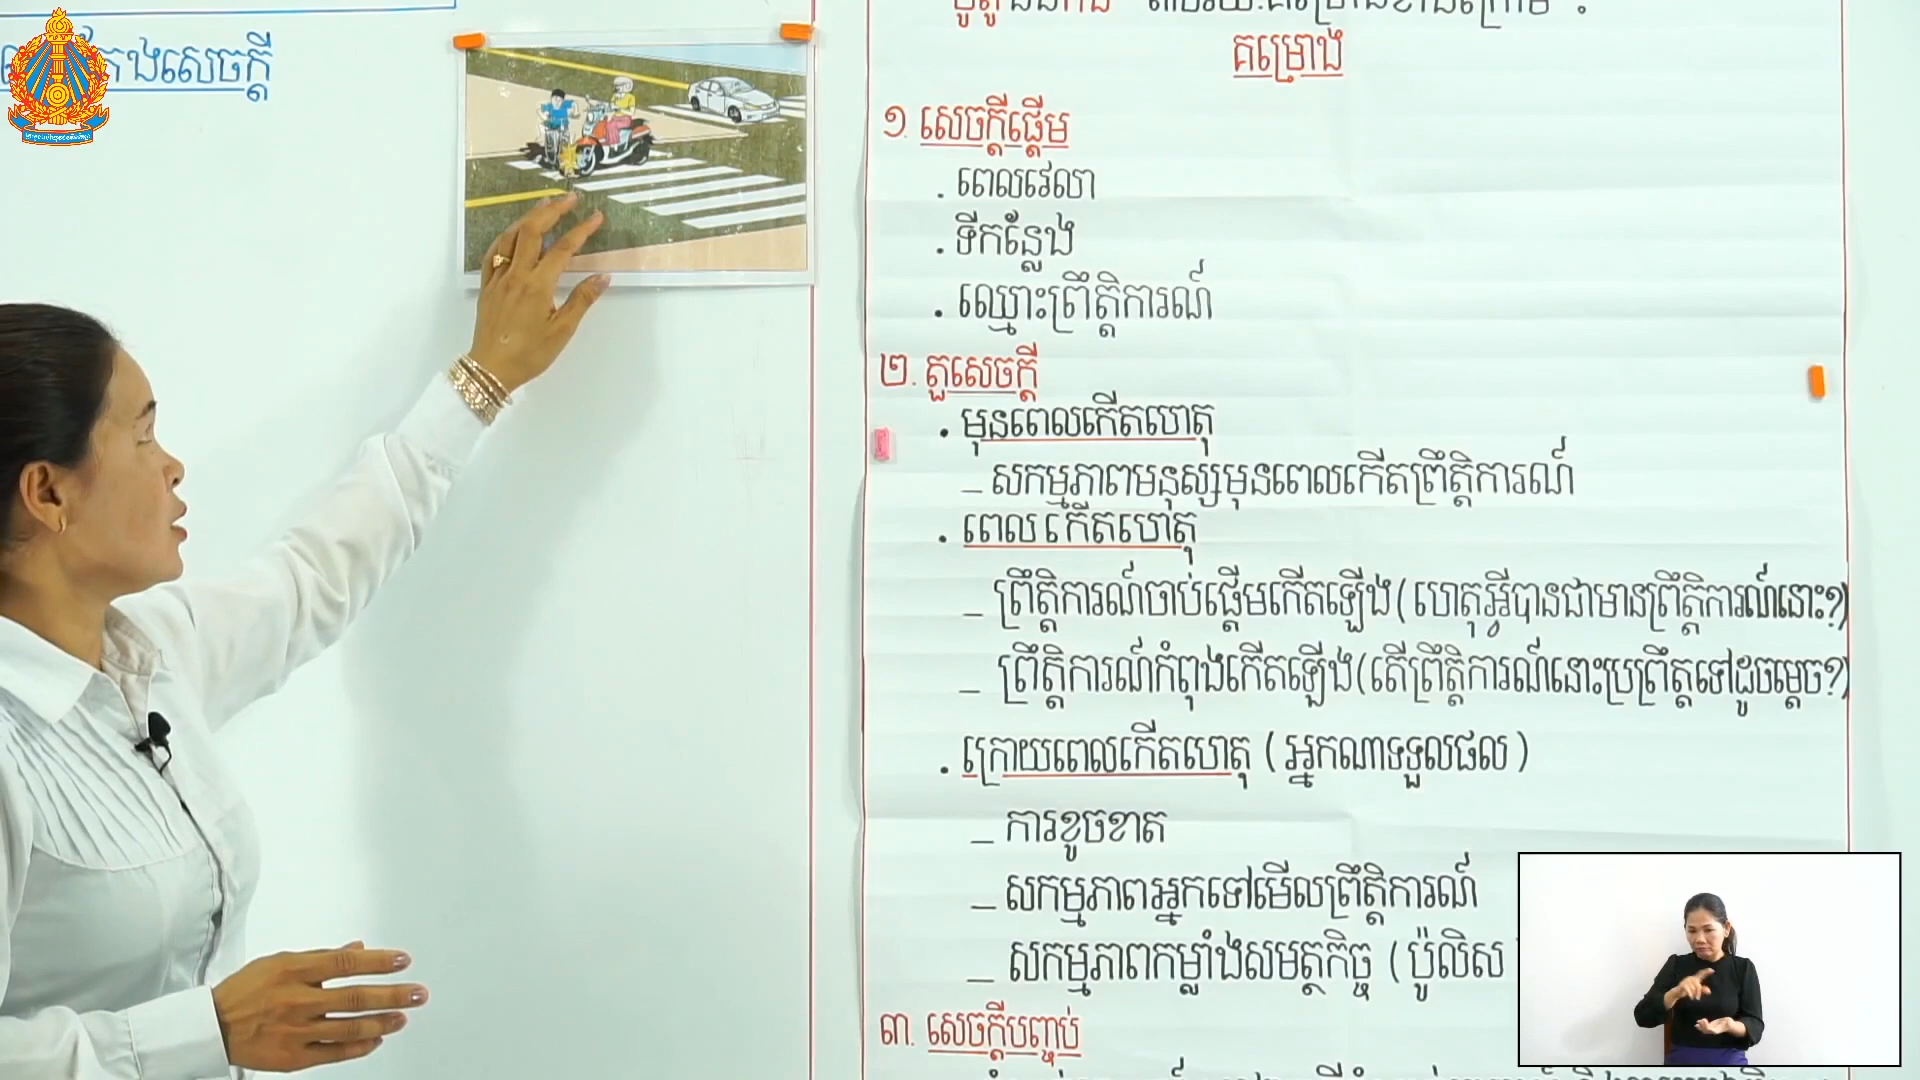 តែងសេចក្តី
គម្រោង
១. សេចក្តីផ្តើម
. ពេលវេលា
. ទីកន្លែង
. ឈ្មោះព្រឹត្តិការណ៍
២. តួសេចក្តី
. មុនពេលកើតហេតុ
_ សកម្មភាពមនុស្សមុនពេលកើតព្រឹត្តិការណ៍
. ពេលកើតហេតុ
_ ព្រឹត្តិការណ៍ចាប់ផ្តើមកើតឡើង (ហេតុអ្វីបានជាមានព្រឹត្តិការណ៍នោះ?)
_ ព្រឹត្តិការណ៍កំពុងកើតឡើង (តើព្រឹត្តិការណ៍នោះប្រព្រឹត្តទៅដូចម្តេច?)
. ក្រោយពេលកើតហេតុ (អ្នកណាទទួលផល)
_ ការខូចខាត
_ សកម្មភាពអ្នកទៅមើលព្រឹត្តិការណ៍
_ សកម្មភាពកម្លាំងសមត្ថកិច្ច (ប៉ូលិស
៣. សេចក្តីបញ្ចប់